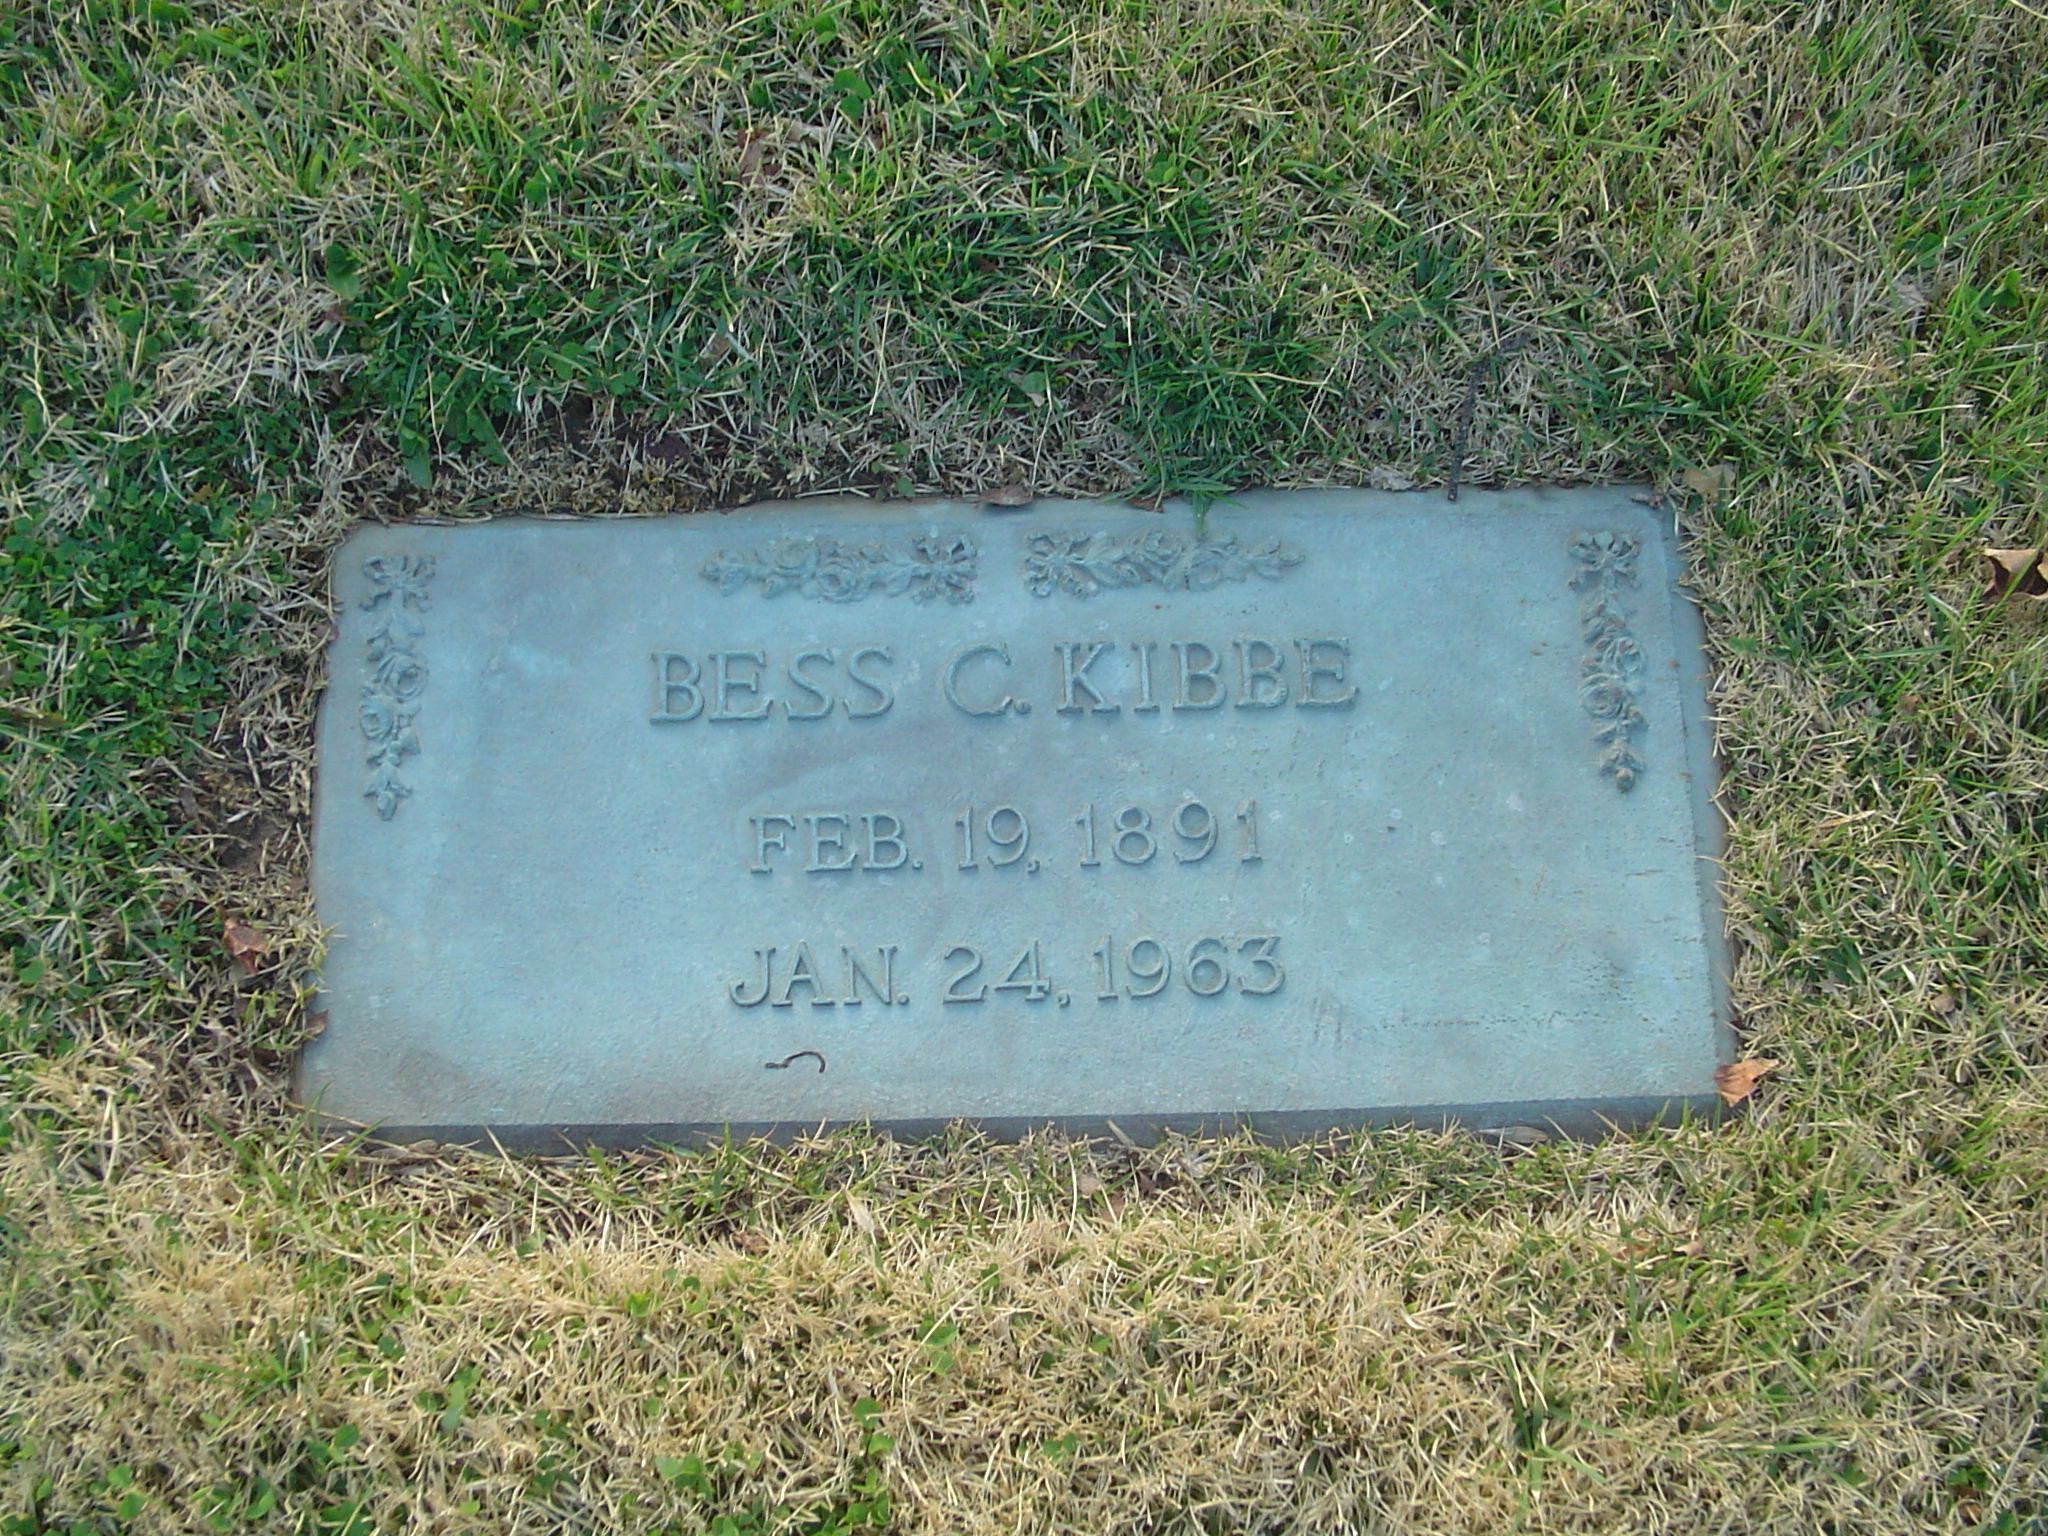 BESS C. KIBBE
FEB. 19, 1891
JAN. 24, 1963